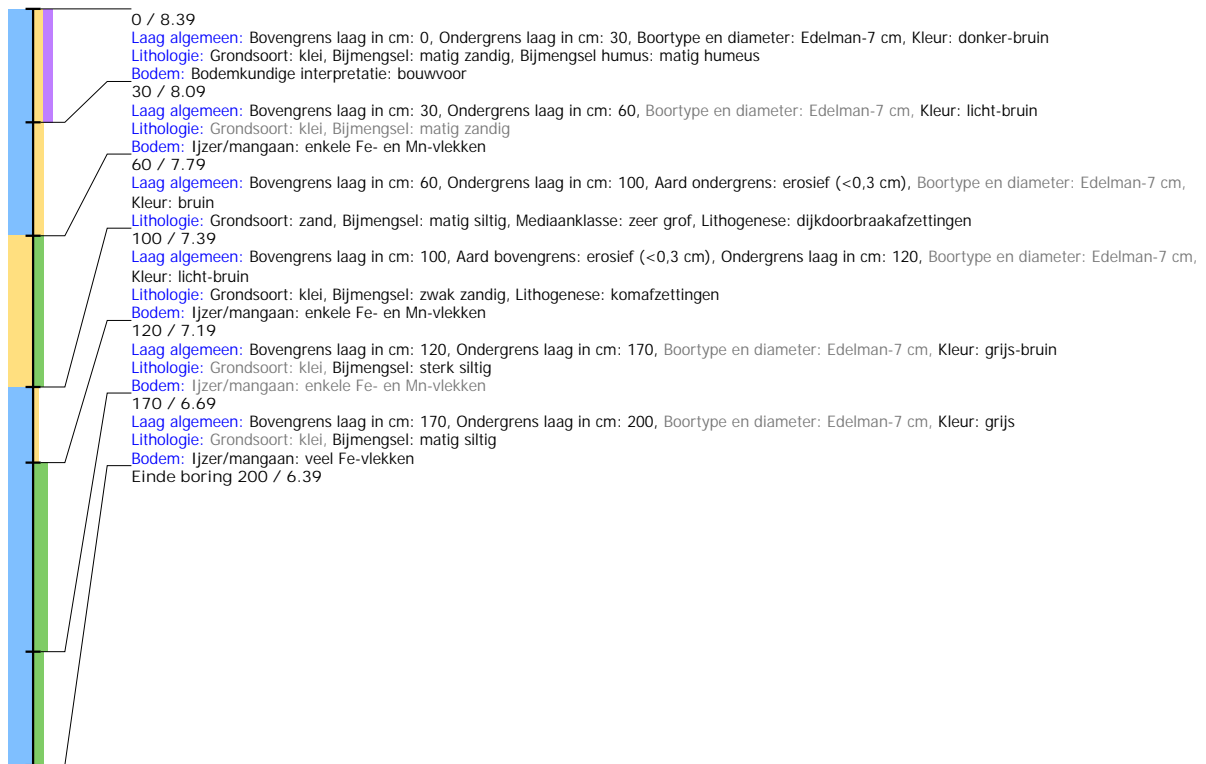 0 / 8.39
Laag algemeen: Bovengrens laag in cm: 0, Ondergrens laag in cm: 30, Boortype en diameter: Edelman-7 cm, Kleur: donker-bruin
Lithologie: Grondsoort: klei, Bijmengsel: matig zandig, Bijmengsel humus: matig humeus
Bodem: Bodemkundige interpretatie: bouwvoor
30 / 8.09
Laag algemeen: Bovengrens laag in cm: 30, Ondergrens laag in cm: 60, Boortype en diameter: Edelman-7 cm, Kleur: licht-bruin
Lithologie: Grondsoort: klei, Bijmengsel: matig zandig
Bodem: Ijzer/mangaan: enkele Fe- en Mn-vlekken
60 / 7.79
Laag algemeen: Bovengrens laag in cm: 60, Ondergrens laag in cm: 100, Aard ondergrens: erosief (<0,3 cm), Boortype en diameter: Edelman-7 cm,
Kleur: bruin
Lithologie: Grondsoort: zand, Bijmengsel: matig siltig, Mediaanklasse: zeer grof, Lithogenese: dijkdoorbraakafzettingen
100 / 7.39
Laag algemeen: Bovengrens laag in cm: 100, Aard bovengrens: erosief (<0,3 cm), Ondergrens laag in cm: 120, Boortype en diameter: Edelman-7 cm,
Kleur: licht-bruin
Lithologie: Grondsoort: klei, Bijmengsel: zwak zandig, Lithogenese: komafzettingen
Bodem: Ijzer/mangaan: enkele Fe- en Mn-vlekken
120 / 7.19
Laag algemeen: Bovengrens laag in cm: 120, Ondergrens laag in cm: 170, Boortype en diameter: Edelman-7 cm, Kleur: grijs-bruin
Lithologie: Grondsoort: klei, Bijmengsel: sterk siltig
Bodem: Ijzer/mangaan: enkele Fe- en Mn-vlekken
170 / 6.69
Laag algemeen: Bovengrens laag in cm: 170, Ondergrens laag in cm: 200, Boortype en diameter: Edelman-7 cm, Kleur: grijs
Lithologie: Grondsoort: klei, Bijmengsel: matig siltig
Bodem: Ijzer/mangaan: veel Fe-vlekken
Einde boring 200 / 6.39